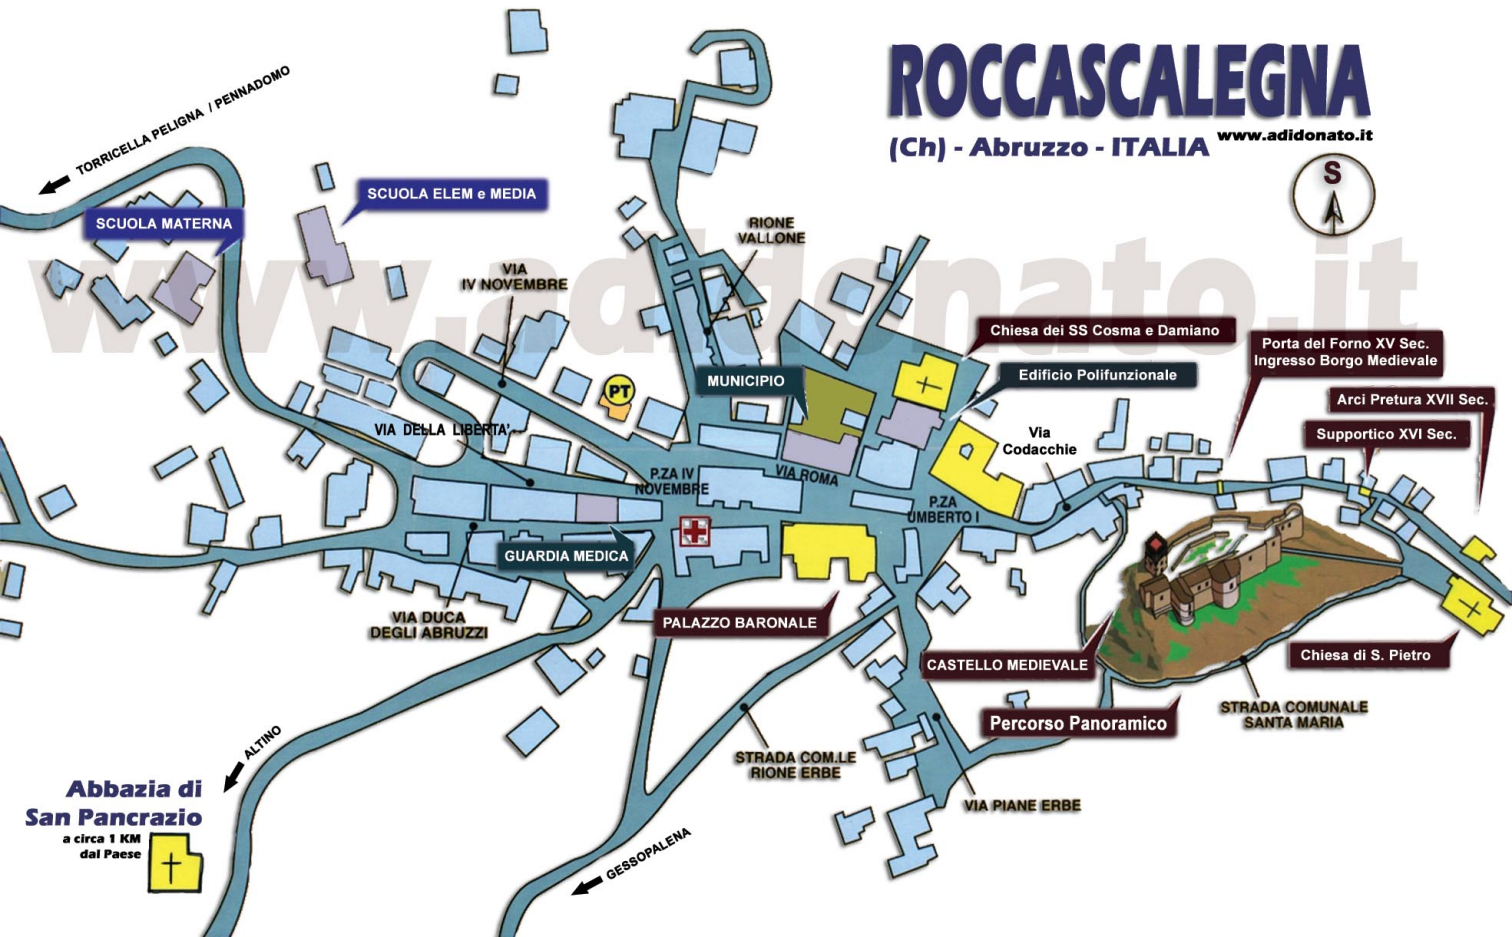 ROCCASCALEGNA
(Ch) - Abruzzo - ITALIA
www.adidonato.it
S
TORRICELLA PELIGNA / PENNADOMO
SCUOLA ELEM e MEDIA
SCUOLA MATERNA
RIONE
VALLONE
VIA
IV NOVEMBRE
www.adidonato.it
Chiesa dei SS Cosma e Damiano
Porta del Forno XV Sec.
Ingresso Borgo Medievale
MUNICIPIO
Edificio Polifunzionale
PT
Arci Pretura XVII Sec.
Supportico XVI Sec.
VIA DELLA LIBERTA'
Via
Codacchie
P.ZA IV
NOVEMBRE
VIA ROMA
P.ZA
UMBERTO I
GUARDIA MEDICA
VIA DUCA
DEGLI ABRUZZI
PALAZZO BARONALE
CASTELLO MEDIEVALE
Chiesa di S. Pietro
Percorso Panoramico
STRADA COMUNALE
SANTA MARIA
ALTINO
STRADA COM.LE
RIONE ERBE
VIA PIANE ERBE
Abbazia di
San Pancrazio
a circa 1 KM
dal Paese
GESSOPALENA